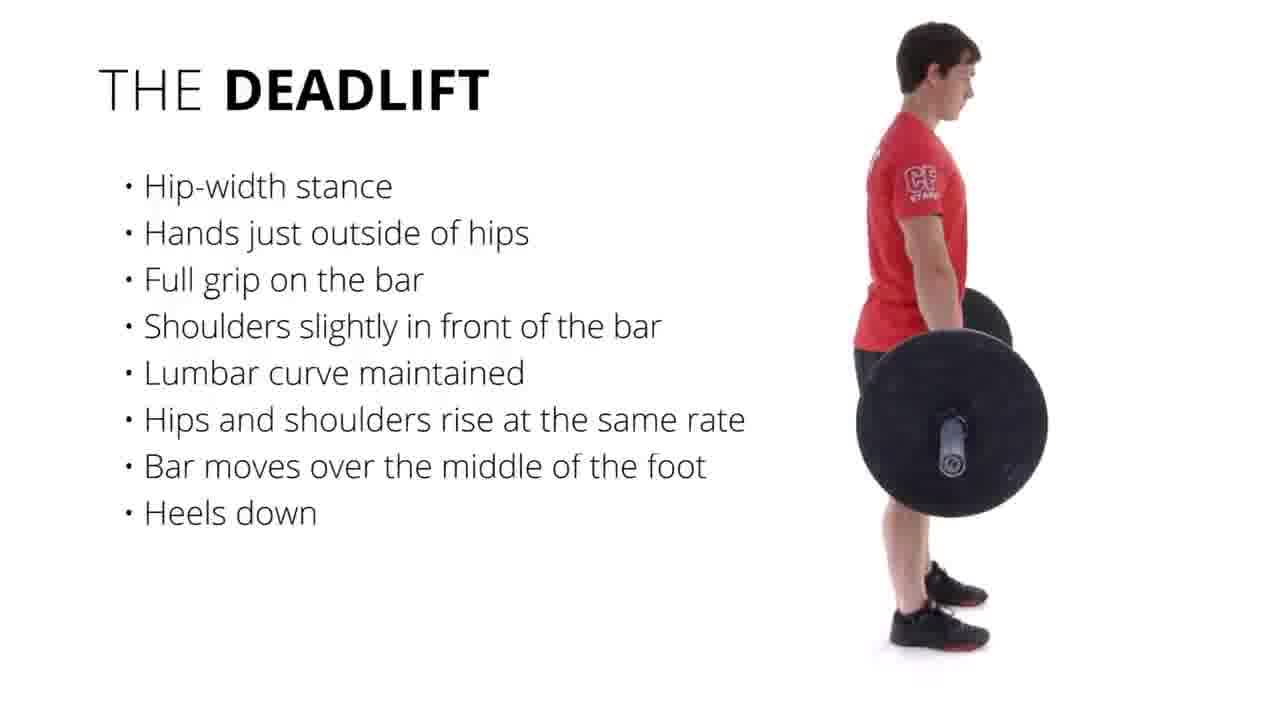 THE DEADLIFT
• Hip-width stance
• Hands just outside of hips
• Full grip on the bar
• Shoulders slightly in front of the bar
• Lumbar curve maintained
• Hips and shoulders rise at the same rate
• Bar moves over the middle of the foot
• Heels down